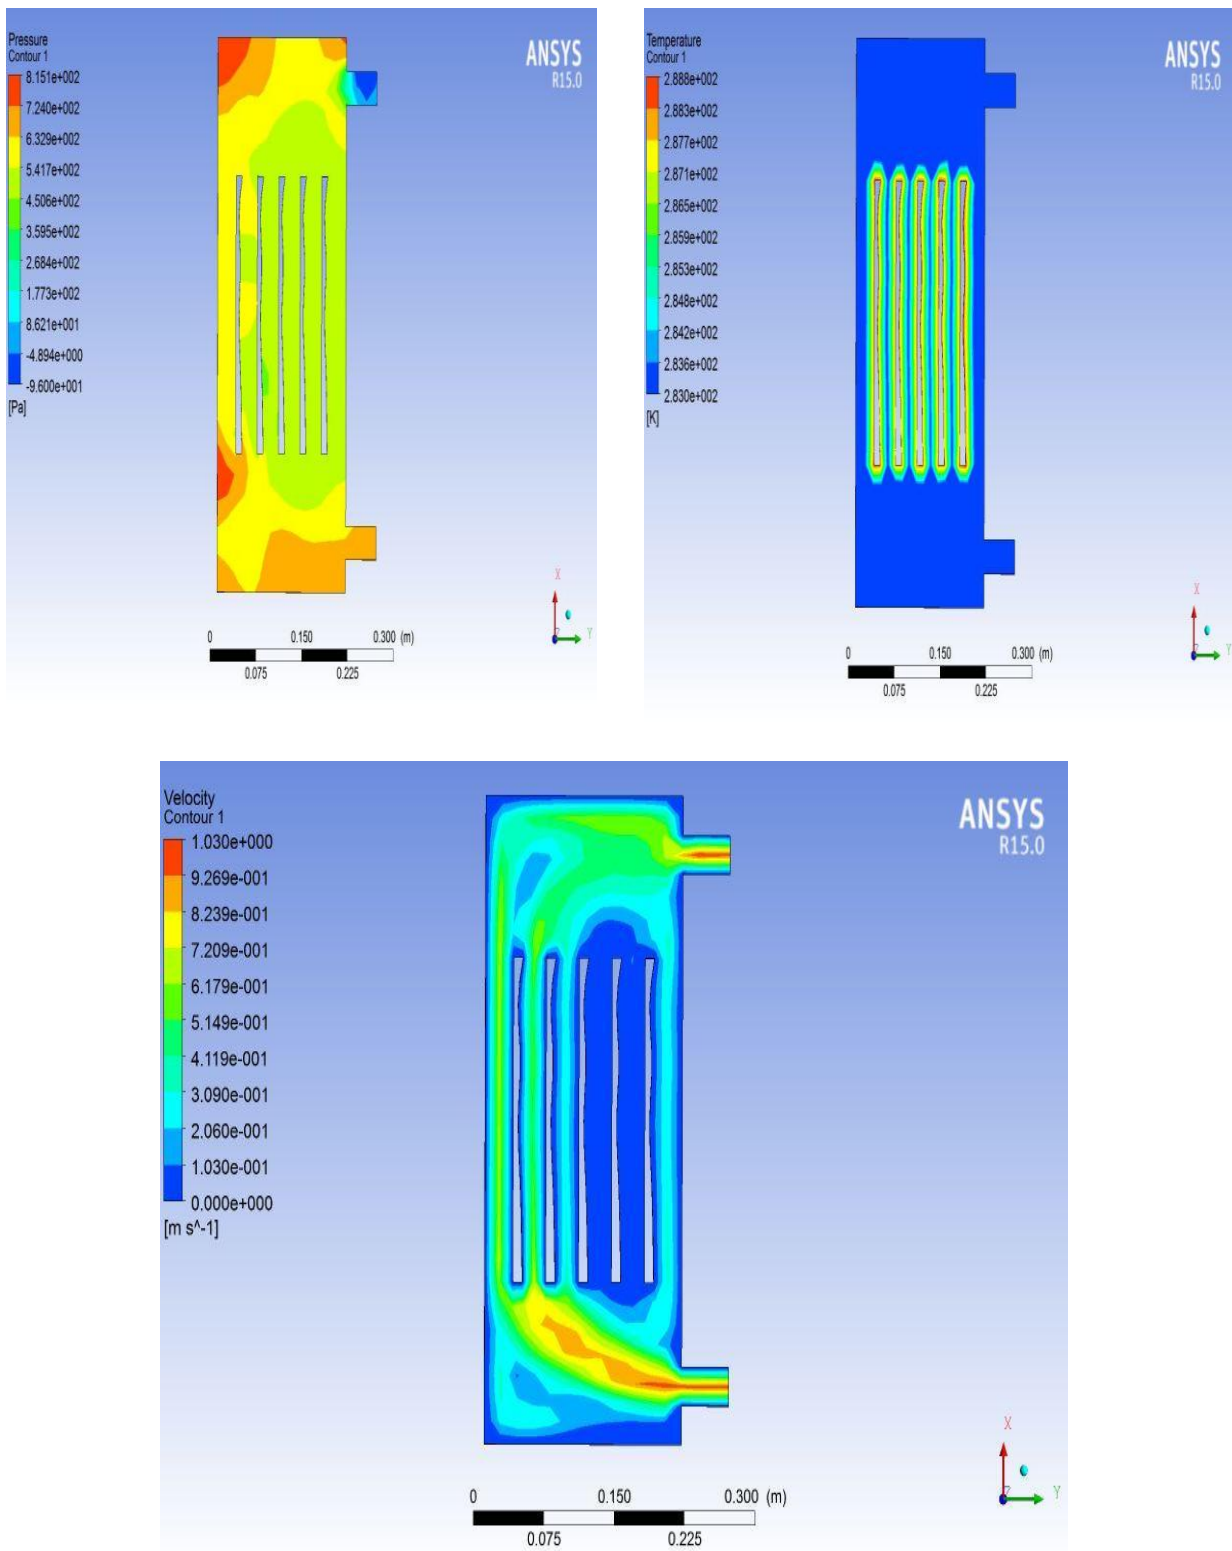 Pressure
Contour 1
8.151e+002
7.240e+002
6.329e+002
5.417e+002
4.506e+002
3.595e+002
2.684e+002
1.773e+002
8.621e+001
-4.894e+000
-9.600e+001
[Pa]
ANSYS
R15.0
X
Y
Z
0 0.150 0.300 (m)
0.075 0.225
Temperature
Contour 1
2.888e+002
2.883e+002
2.877e+002
2.871e+002
2.865e+002
2.859e+002
2.853e+002
2.848e+002
2.842e+002
2.836e+002
2.830e+002
[K]
ANSYS
R15.0
X
Y
Z
0 0.150 0.300 (m)
0.075 0.225
Velocity
Contour 1
1.030e+000
9.269e-001
8.239e-001
7.209e-001
6.179e-001
5.149e-001
4.119e-001
3.090e-001
2.060e-001
1.030e-001
0.000e+000
[m s^-1]
ANSYS
R15.0
X
Y
Z
0 0.150 0.300 (m)
0.075 0.225